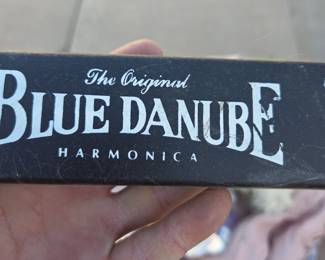 The Original
BLUE DANUBE
HARMONICA